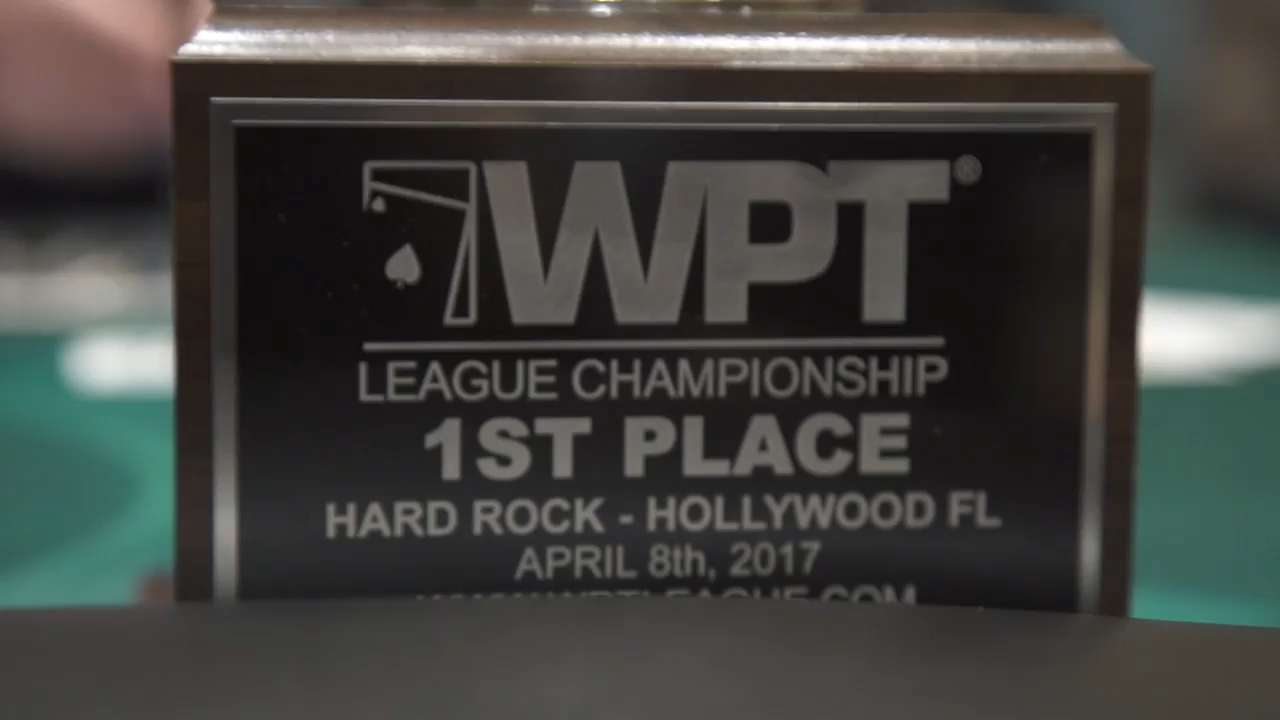 WPT®
LEAGUE CHAMPIONSHIP
1ST PLACE
HARD ROCK - HOLLYWOOD FL
APRIL 8th, 2017